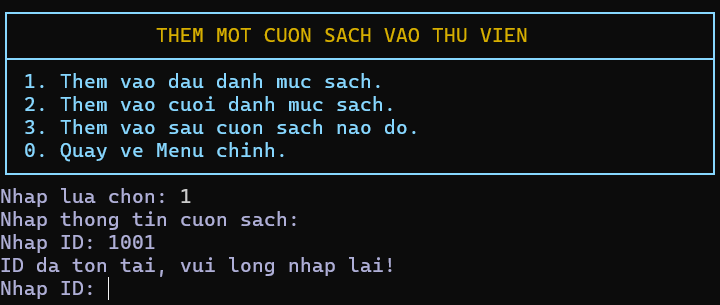 THEM MOT CUON SACH VAO THU VIEN
1. Them vao dau danh muc sach.
2. Them vao cuoi danh muc sach.
3. Them vao sau cuon sach nao do.
0. Quay ve Menu chinh.
Nhap lua chon: 1
Nhap thong tin cuon sach:
Nhap ID: 1001
ID da ton tai, vui long nhap lai!
Nhap ID: